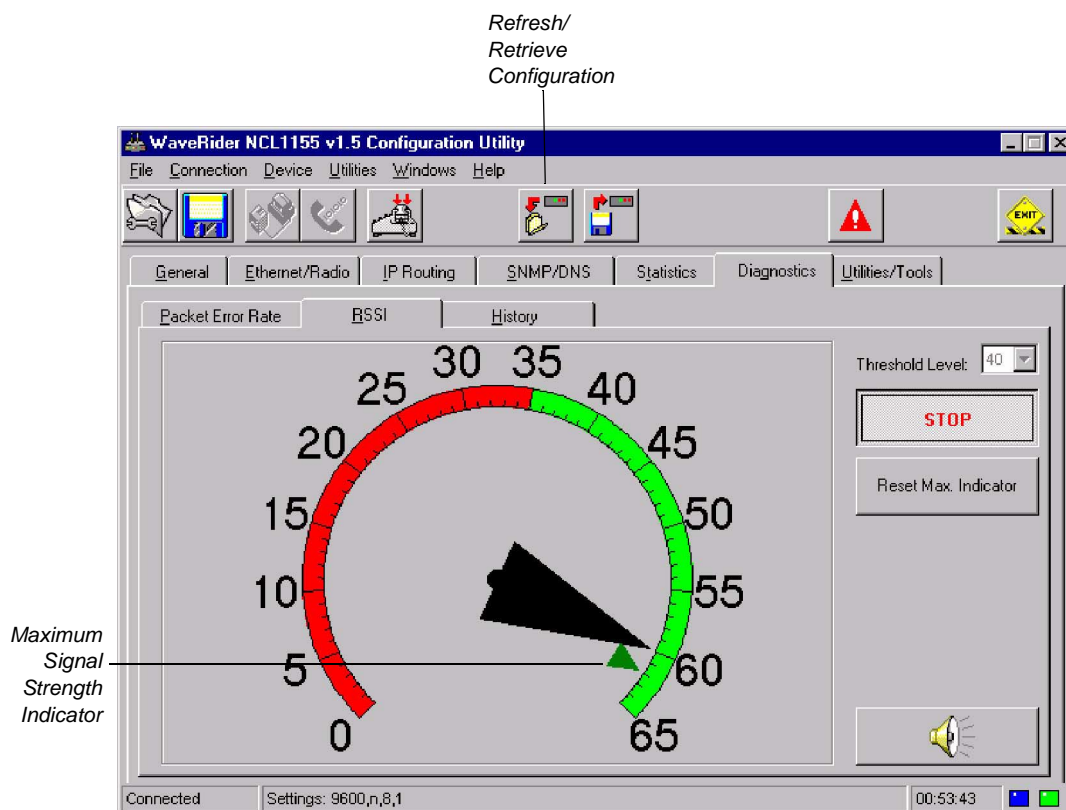 Refresh/
Retrieve
Configuration
WaveRider NCL1155 v1.5 Configuration Utility
File Connection Device Utilities Windows Help
EXIT
General Ethernet/Radio IP Routing SNMP/DNS Statistics Diagnostics Utilities/Tools
Packet Error Rate RSSI History
Threshold Level: 40
STOP
Reset Max. Indicator
0
5
10
15
20
25
30
35
40
45
50
55
60
65
Maximum
Signal
Strength
Indicator
Connected Settings: 9600,n,8,1 00:53:43